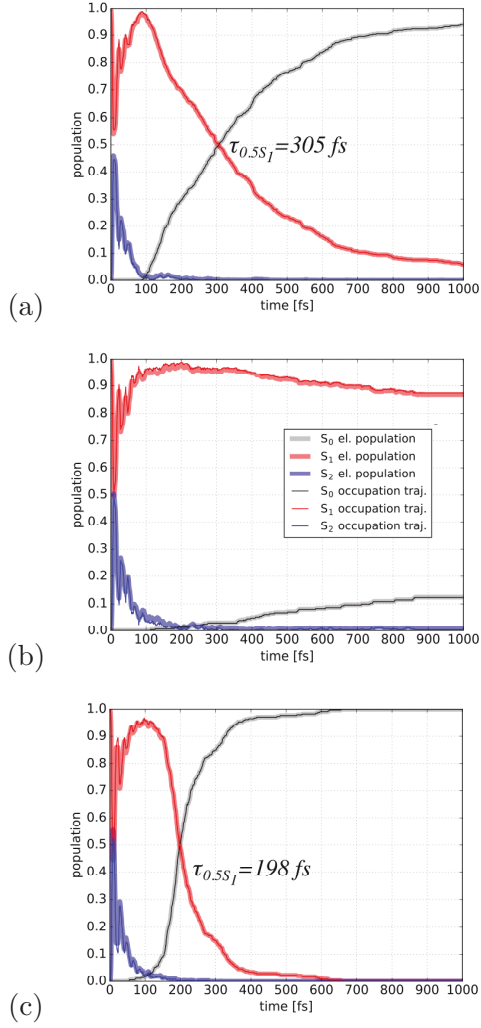 1.0
0.9
0.8
0.7
0.6
0.5
0.4
0.3
0.2
0.1
0.0
population
τ0.5S1=305 fs
0 100 200 300 400 500 600 700 800 900 1000
time [fs]
(a)
1.0
0.9
0.8
0.7
0.6
0.5
0.4
0.3
0.2
0.1
0.0
population
S0 el. population
S1 el. population
S2 el. population
S0 occupation traj.
S1 occupation traj.
S2 occupation traj.
0 100 200 300 400 500 600 700 800 900 1000
time [fs]
(b)
1.0
0.9
0.8
0.7
0.6
0.5
0.4
0.3
0.2
0.1
0.0
population
τ0.5S1=198 fs
0 100 200 300 400 500 600 700 800 900 1000
time [fs]
(c)